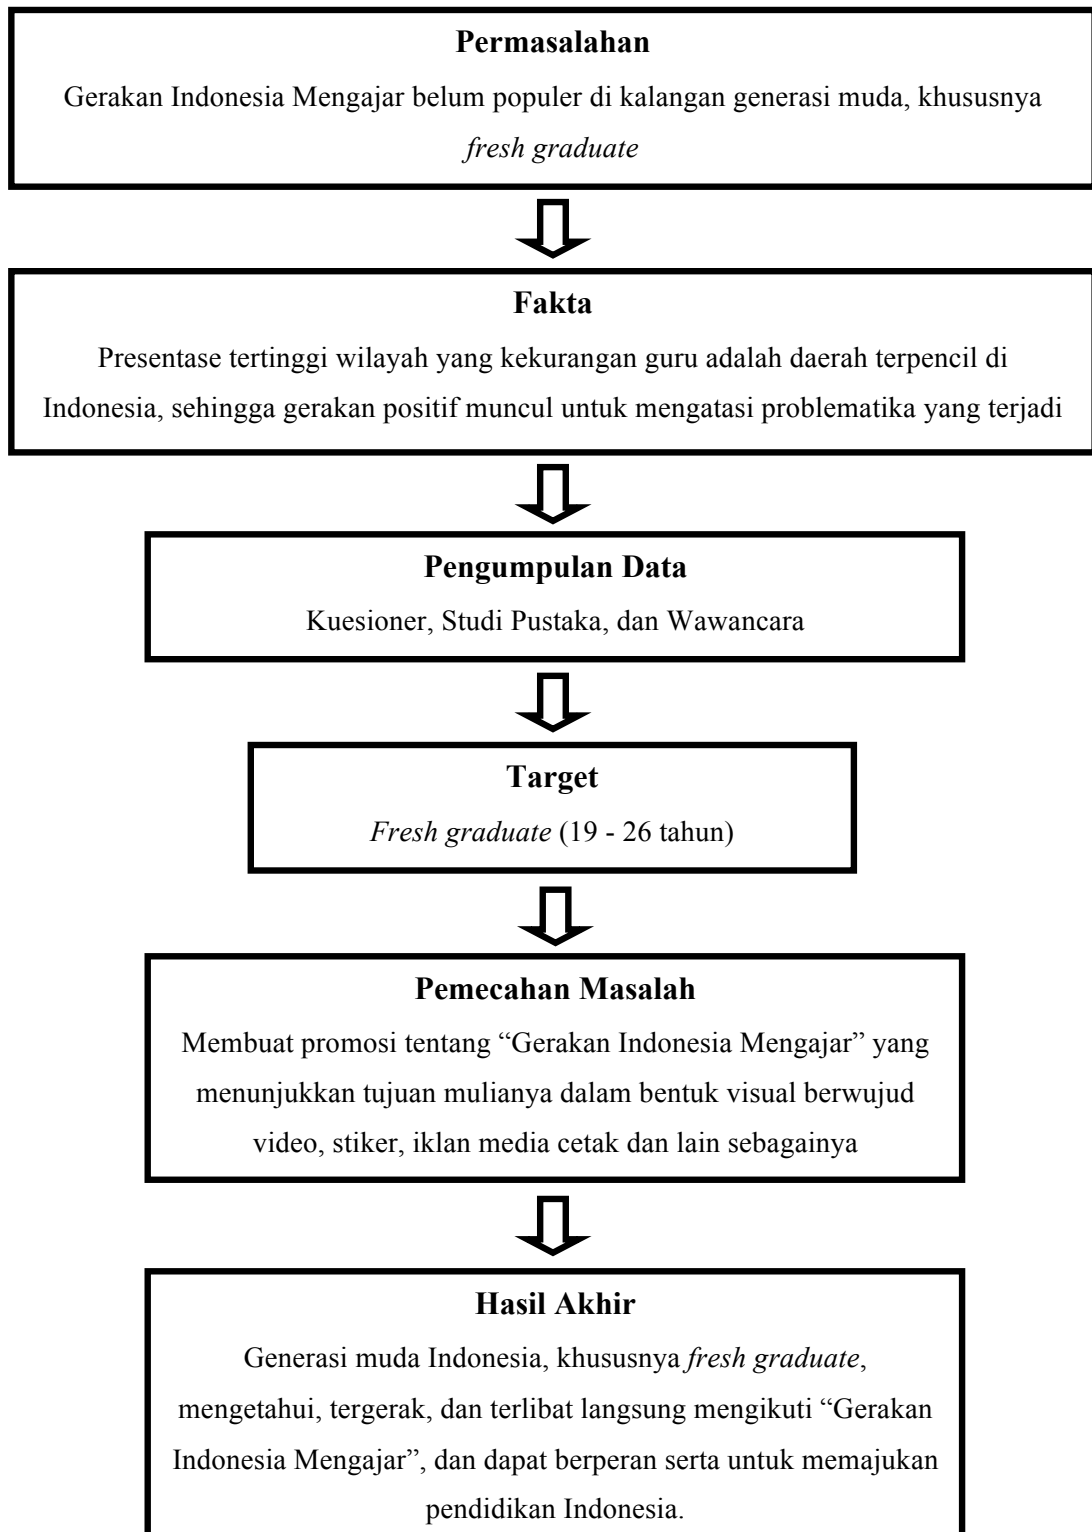 Permasalahan
Gerakan Indonesia Mengajar belum populer di kalangan generasi muda, khususnya
fresh graduate
Fakta
Presentase tertinggi wilayah yang kekurangan guru adalah daerah terpencil di
Indonesia, sehingga gerakan positif muncul untuk mengatasi problematika yang terjadi
Pengumpulan Data
Kuesioner, Studi Pustaka, dan Wawancara
Target
Fresh graduate (19 - 26 tahun)
Pemecahan Masalah
Membuat promosi tentang “Gerakan Indonesia Mengajar” yang
menunjukkan tujuan mulianya dalam bentuk visual berwujud
video, stiker, iklan media cetak dan lain sebagainya
Hasil Akhir
Generasi muda Indonesia, khususnya fresh graduate,
mengetahui, tergerak, dan terlibat langsung mengikuti “Gerakan
Indonesia Mengajar”, dan dapat berperan serta untuk memajukan
pendidikan Indonesia.